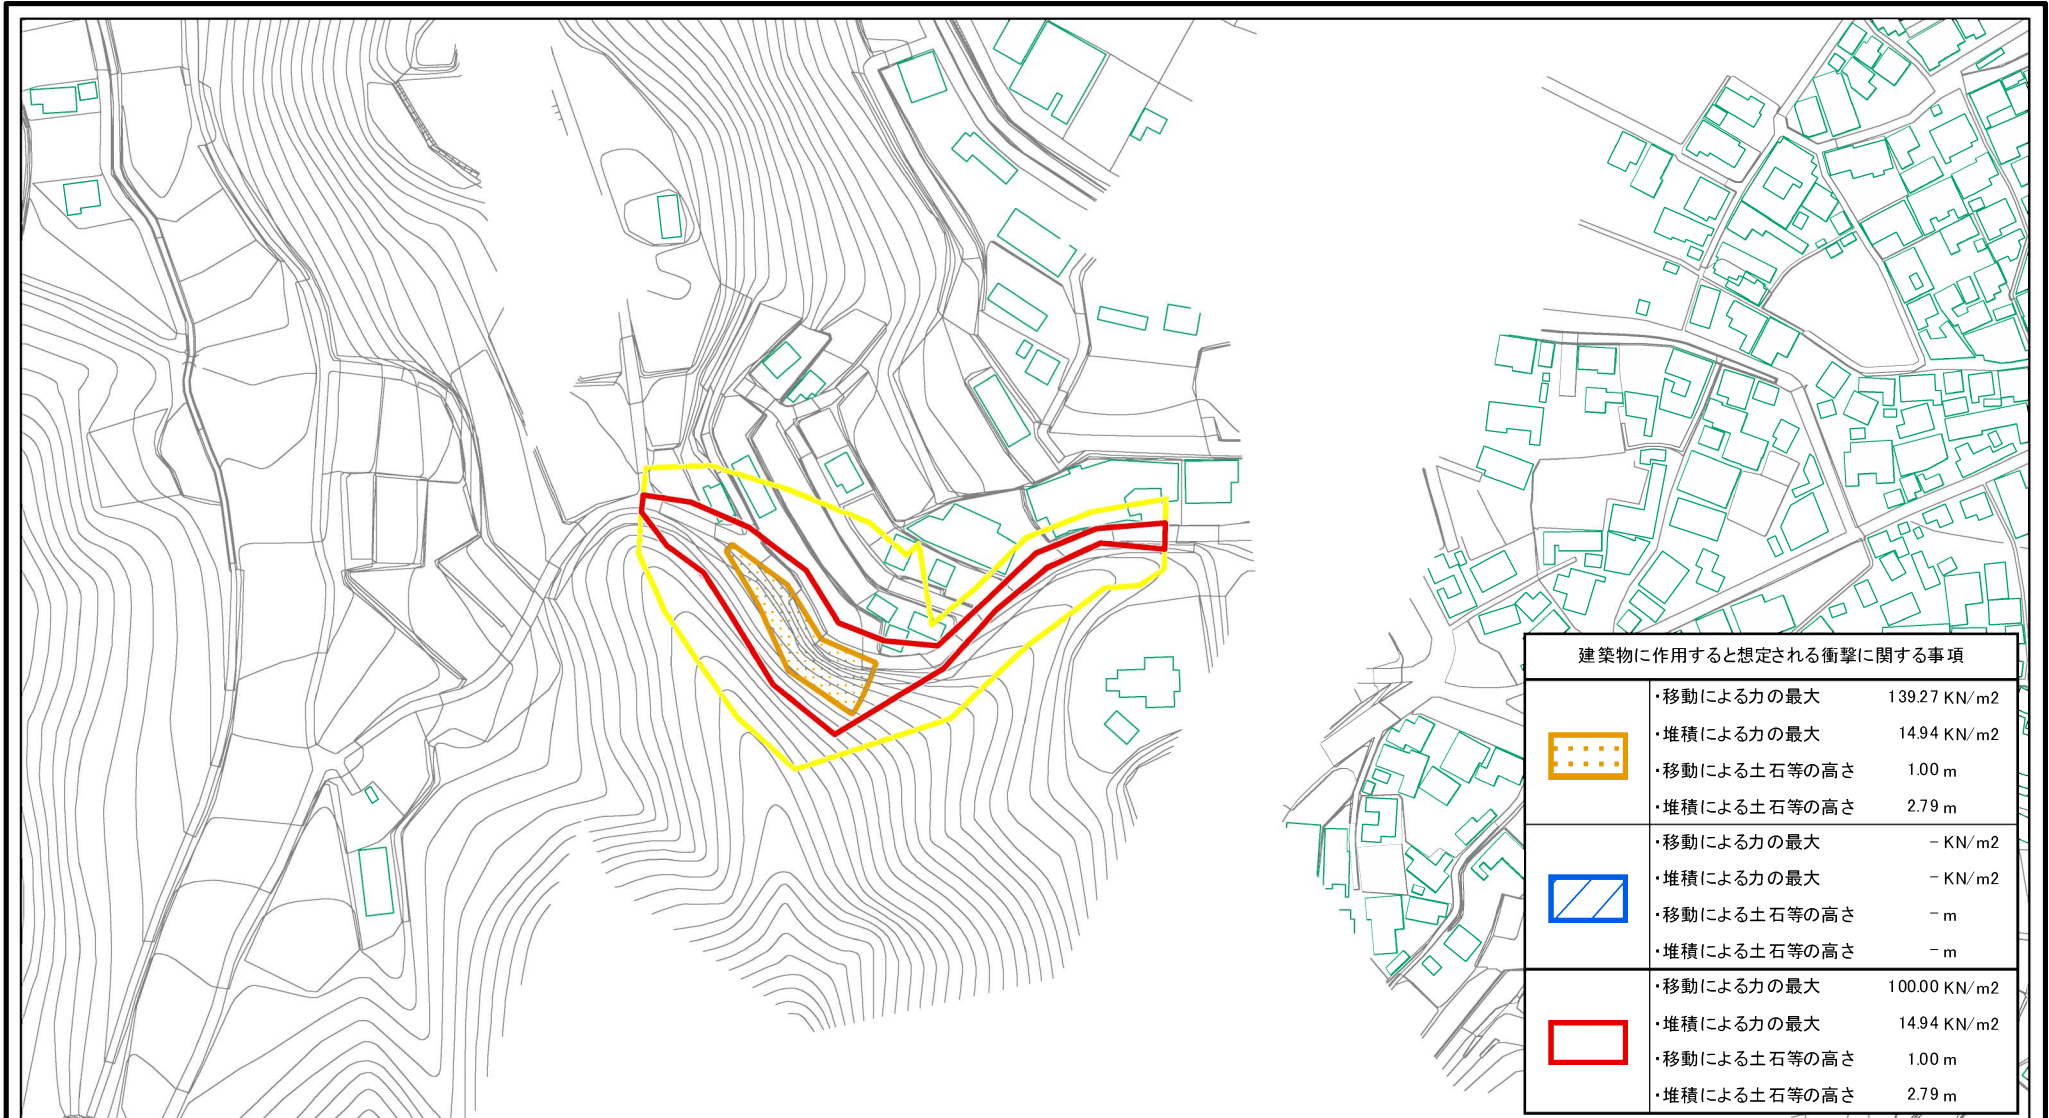 建築物に作用すると想定される衝撃に関する事項
・移動による力の最大 139.27 KN/m2
・堆積による力の最大 14.94 KN/m2
・移動による土石等の高さ 1.00 m
・堆積による土石等の高さ 2.79 m
・移動による力の最大 - KN/m2
・堆積による力の最大 - KN/m2
・移動による土石等の高さ - m
・堆積による土石等の高さ - m
・移動による力の最大 100.00 KN/m2
・堆積による力の最大 14.94 KN/m2
・移動による土石等の高さ 1.00 m
・堆積による土石等の高さ 2.79 m